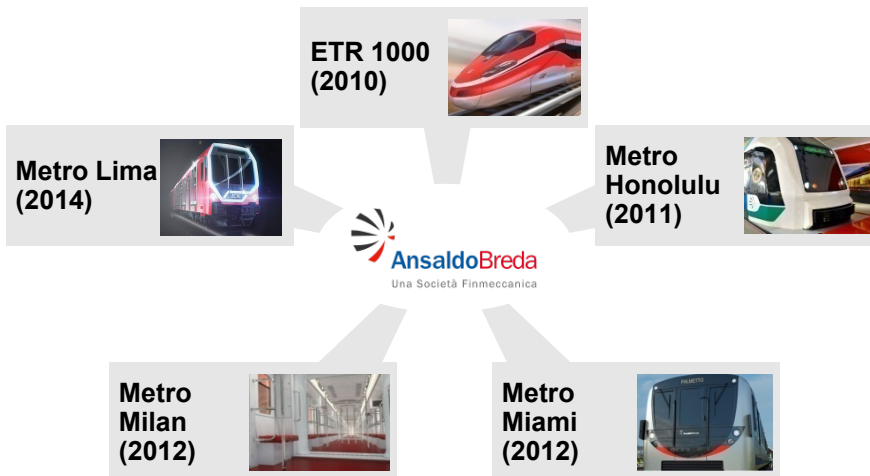 ETR 1000
(2010)
Metro Lima
(2014)
Metro
Honolulu
(2011)
AnsaldoBreda
Una Società Finmeccanica
Metro
Milan
(2012)
Metro
Miami
(2012)
PALMETTO